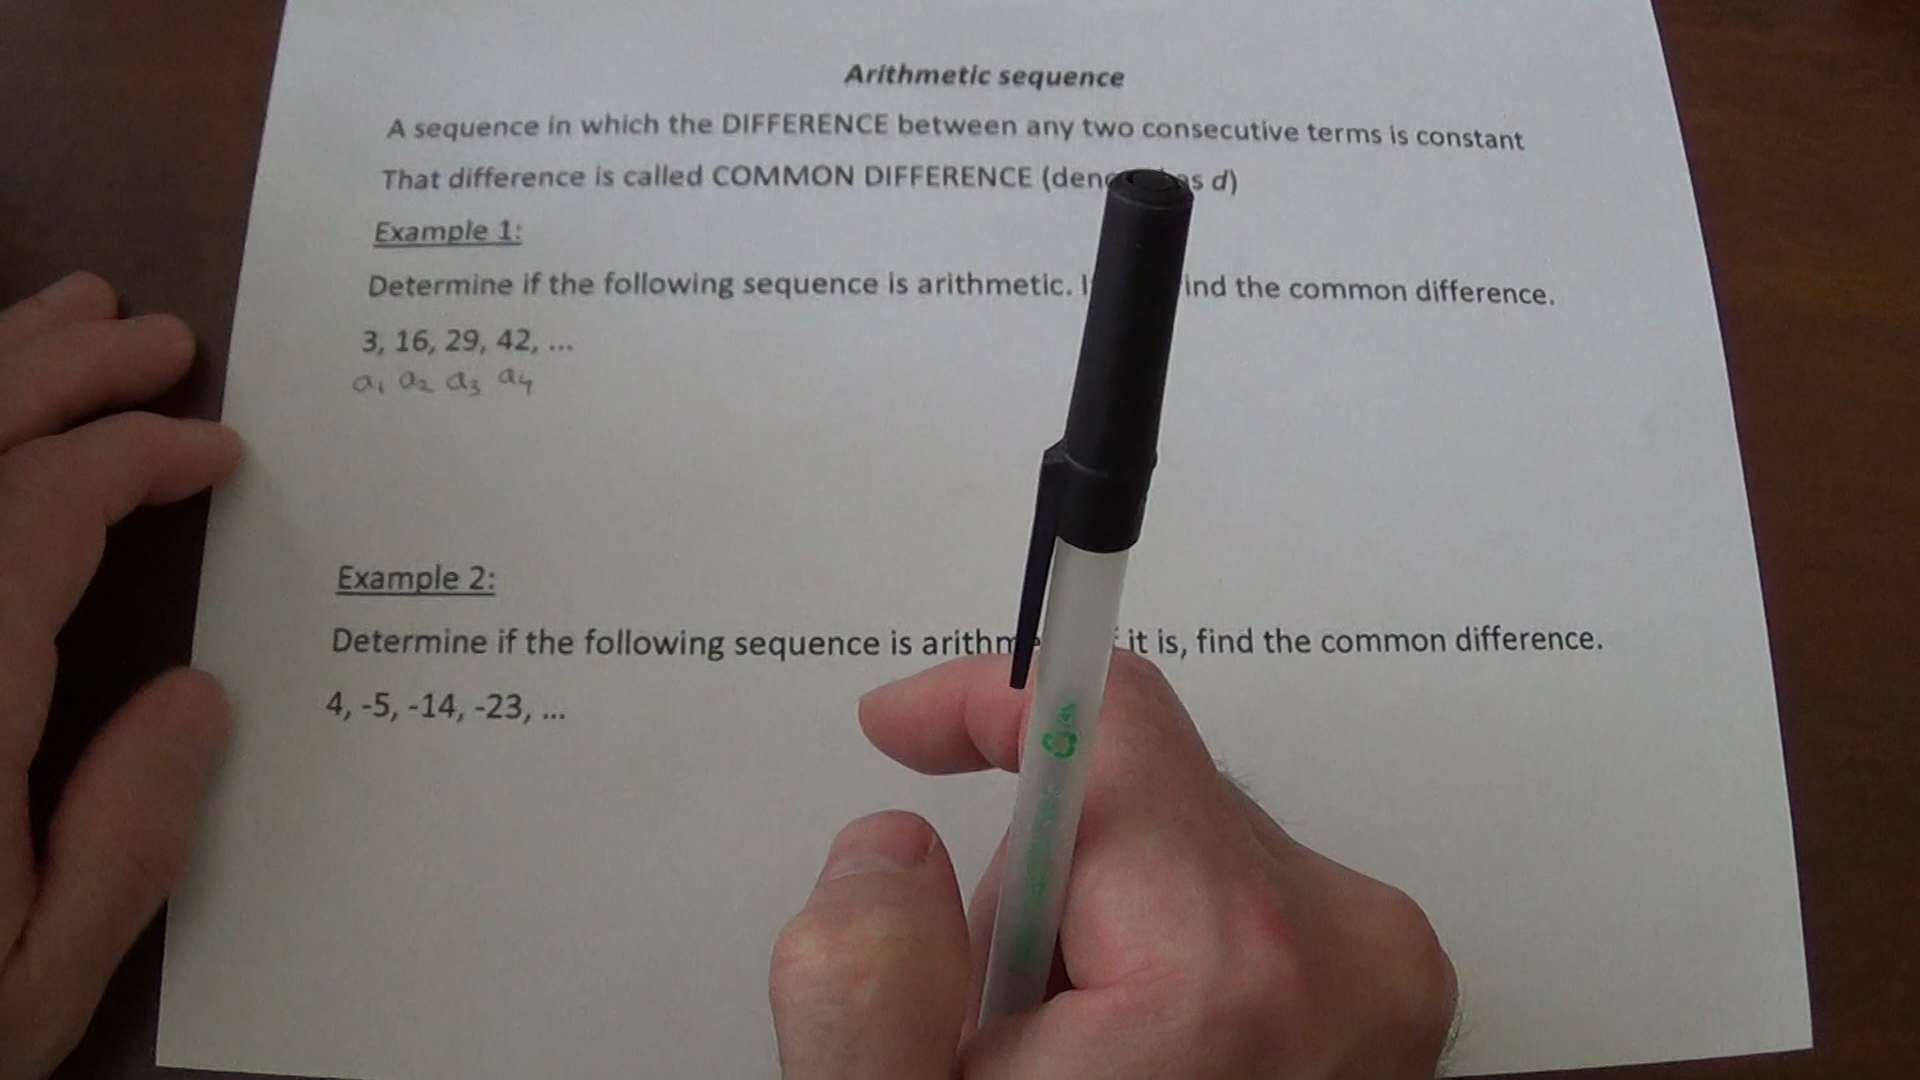 Arithmetic sequence
A sequence in which the DIFFERENCE between any two consecutive terms is constant
That difference is called COMMON DIFFERENCE (den as d)
Example 1:
Determine if the following sequence is arithmetic. ind the common difference.
3, 16, 29, 42, ...
a₁ a₂ a₃ a₄
Example 2:
Determine if the following sequence is arithm it is, find the common difference.
4, -5, -14, -23, ...